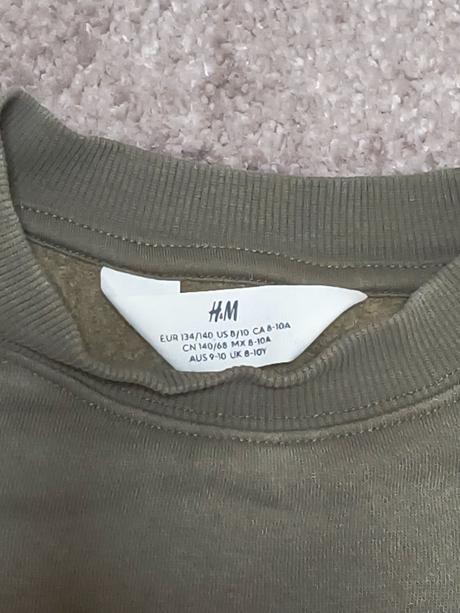 H&M
EUR 134/140 US 8/10 CA 8-10A
CN 140/68 MX 8-10A
AUS 9-10 UK 8-10Y